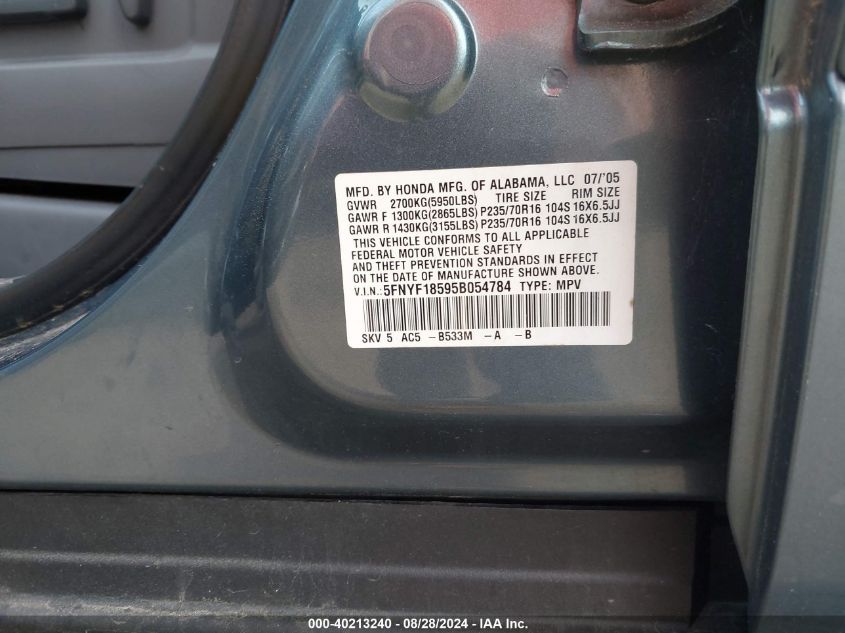 MFD. BY HONDA MFG. OF ALABAMA, LLC 07/'05
GVWR 2700KG(5950LBS) TIRE SIZE RIM SIZE
GAWR F 1300KG(2865LBS) P235/70R16 104S 16X6.5JJ
GAWR R 1430KG(3155LBS) P235/70R16 104S 16X6.5JJ
THIS VEHICLE CONFORMS TO ALL APPLICABLE
FEDERAL MOTOR VEHICLE SAFETY
AND THEFT PREVENTION STANDARDS IN EFFECT
ON THE DATE OF MANUFACTURE SHOWN ABOVE.
V.I.N.: 5FNYF18595B054784 TYPE: MPV
SKV 5 AC5 -B533M -A -B
000-40213240 - 08/28/2024 - IAA Inc.